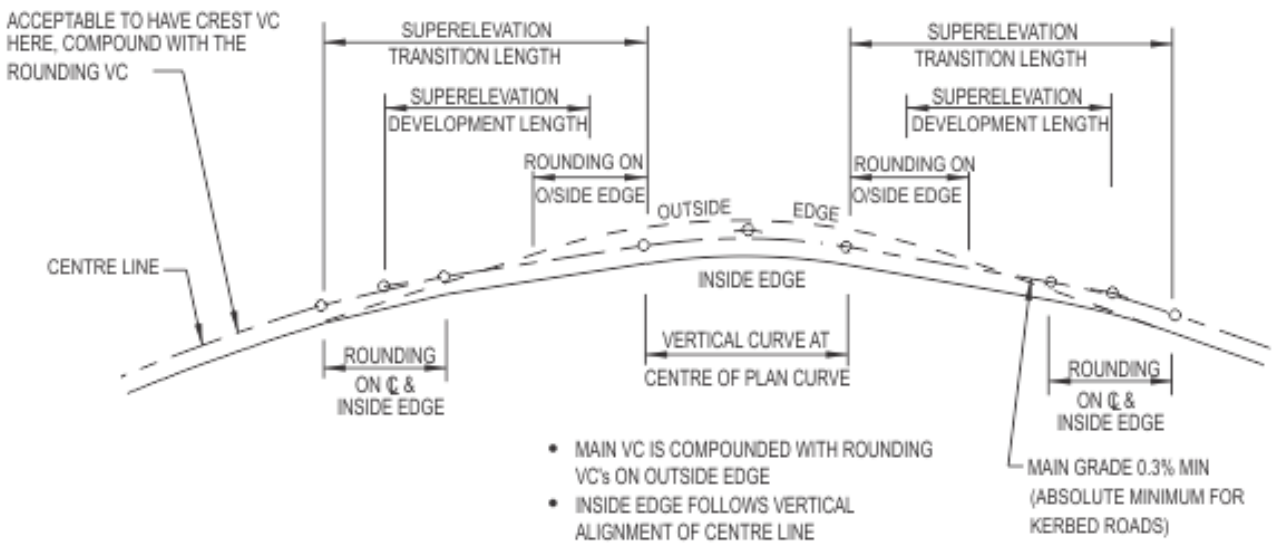 ACCEPTABLE TO HAVE CREST VC
HERE, COMPOUND WITH THE
ROUNDING VC
SUPERELEVATION
TRANSITION LENGTH
SUPERELEVATION
TRANSITION LENGTH
SUPERELEVATION
DEVELOPMENT LENGTH
SUPERELEVATION
DEVELOPMENT LENGTH
ROUNDING ON
O/SIDE EDGE
ROUNDING ON
O/SIDE EDGE
OUTSIDE EDGE
CENTRE LINE
INSIDE EDGE
ROUNDING
ON ℄ &
INSIDE EDGE
VERTICAL CURVE AT
CENTRE OF PLAN CURVE
ROUNDING
ON ℄ &
INSIDE EDGE
• MAIN VC IS COMPOUNDED WITH ROUNDING
VC's ON OUTSIDE EDGE
• INSIDE EDGE FOLLOWS VERTICAL
ALIGNMENT OF CENTRE LINE
MAIN GRADE 0.3% MIN
(ABSOLUTE MINIMUM FOR
KERBED ROADS)